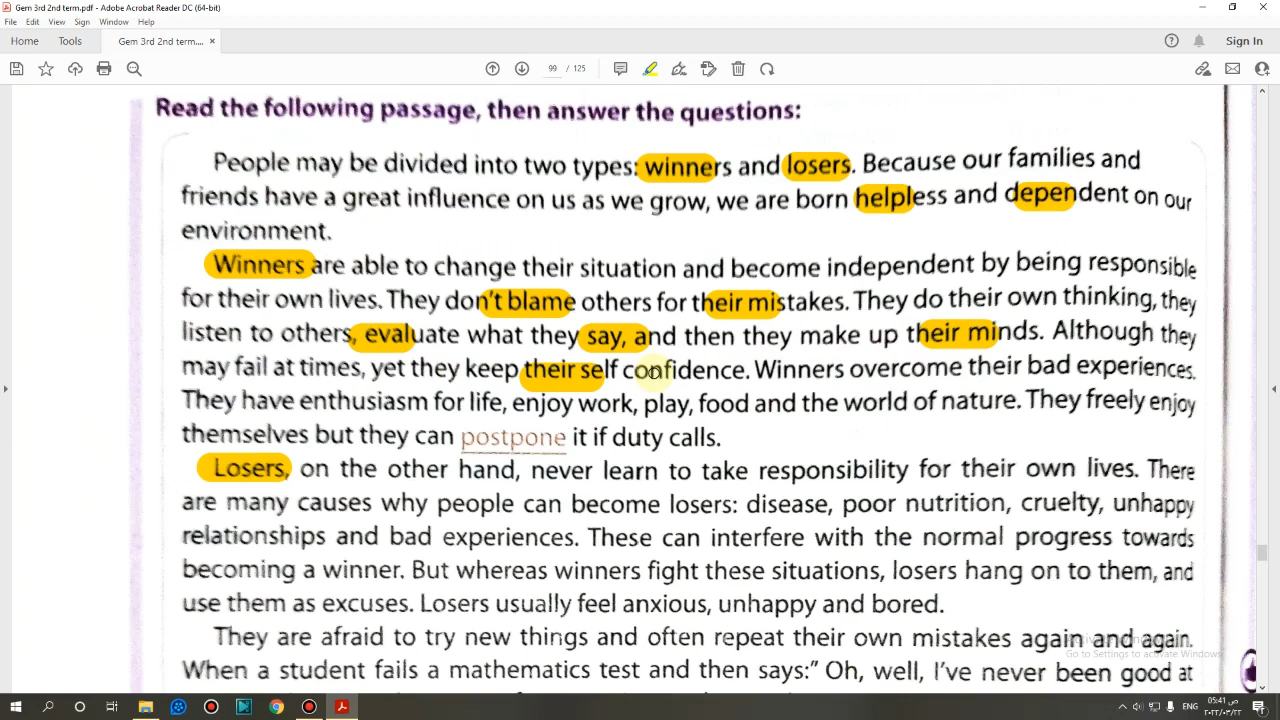 Gem 3rd 2nd term.pdf - Adobe Acrobat Reader DC (64-bit)
File Edit View Sign Window Help
Home Tools Gem 3rd 2nd term.... × Sign In
99 / 125
Read the following passage, then answer the questions:
People may be divided into two types: winners and losers. Because our families and
friends have a great influence on us as we grow, we are born helpless and dependent on our
environment.
Winners are able to change their situation and become independent by being responsible
for their own lives. They don't blame others for their mistakes. They do their own thinking, they
listen to others, evaluate what they say, and then they make up their minds. Although they
may fail at times, yet they keep their self confidence. Winners overcome their bad experiences.
They have enthusiasm for life, enjoy work, play, food and the world of nature. They freely enjoy
themselves but they can postpone it if duty calls.
Losers, on the other hand, never learn to take responsibility for their own lives. There
are many causes why people can become losers: disease, poor nutrition, cruelty, unhappy
relationships and bad experiences. These can interfere with the normal progress towards
becoming a winner. But whereas winners fight these situations, losers hang on to them, and
use them as excuses. Losers usually feel anxious, unhappy and bored.
They are afraid to try new things and often repeat their own mistakes again and again.
When a student fails a mathematics test and then says:" Oh, well, I've never been good at
Activate Windows
Go to Settings to activate Windows.
ENG 05:41 ص
٢٠٢٢/٠٣/٢٢